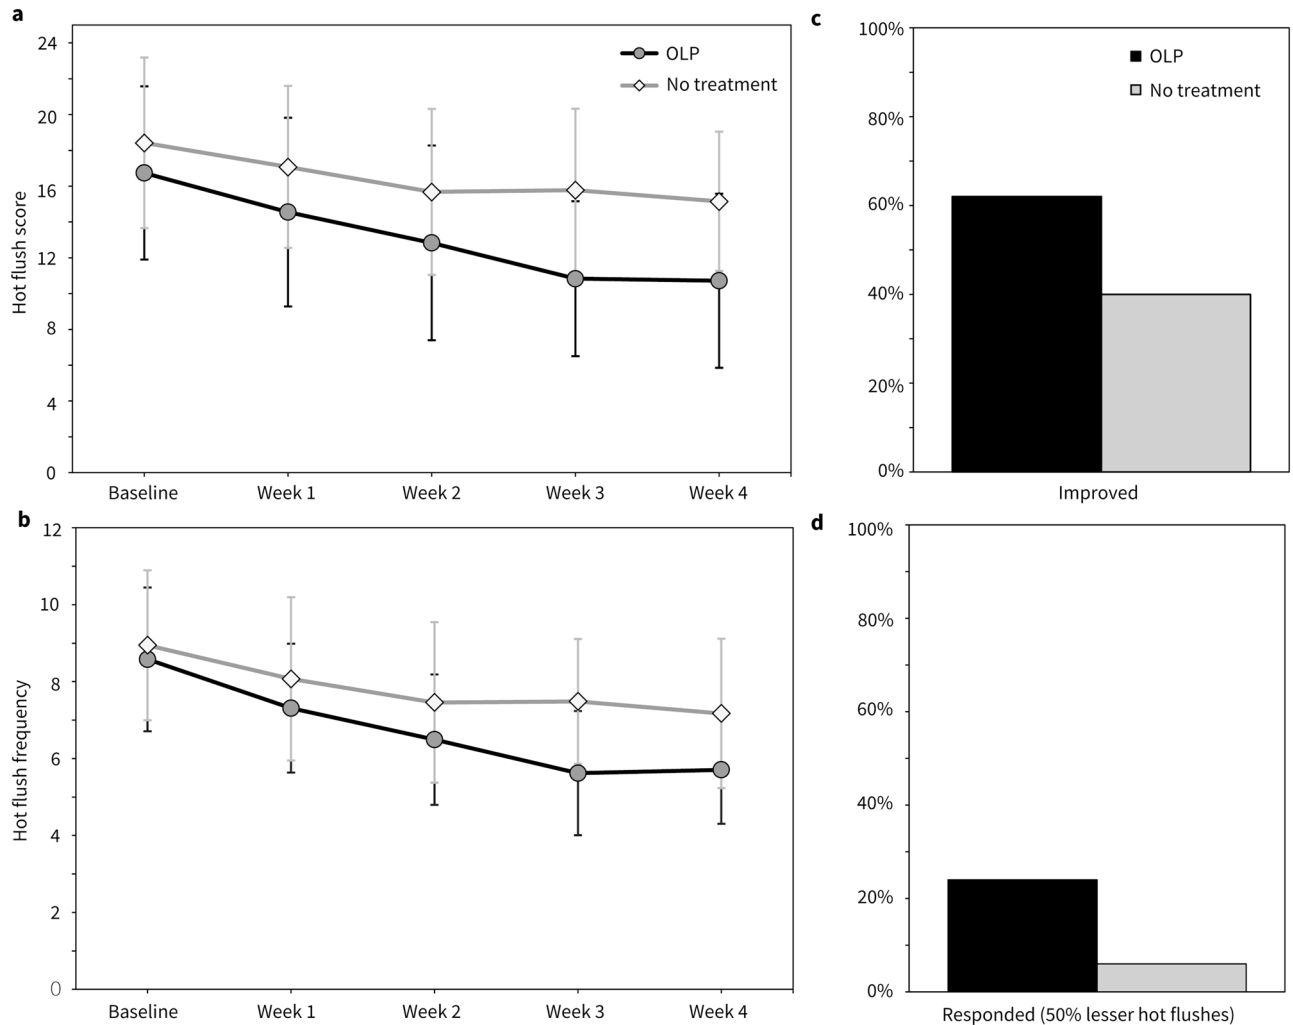 a
24
20
16
12
8
4
0
Hot flush score
OLP
No treatment
Baseline
Week 1
Week 2
Week 3
Week 4
c
100%
80%
60%
40%
20%
0%
OLP
No treatment
Improved
b
12
10
8
6
4
2
0
Hot flush frequency
Baseline
Week 1
Week 2
Week 3
Week 4
d
100%
80%
60%
40%
20%
0%
Responded (50% lesser hot flushes)